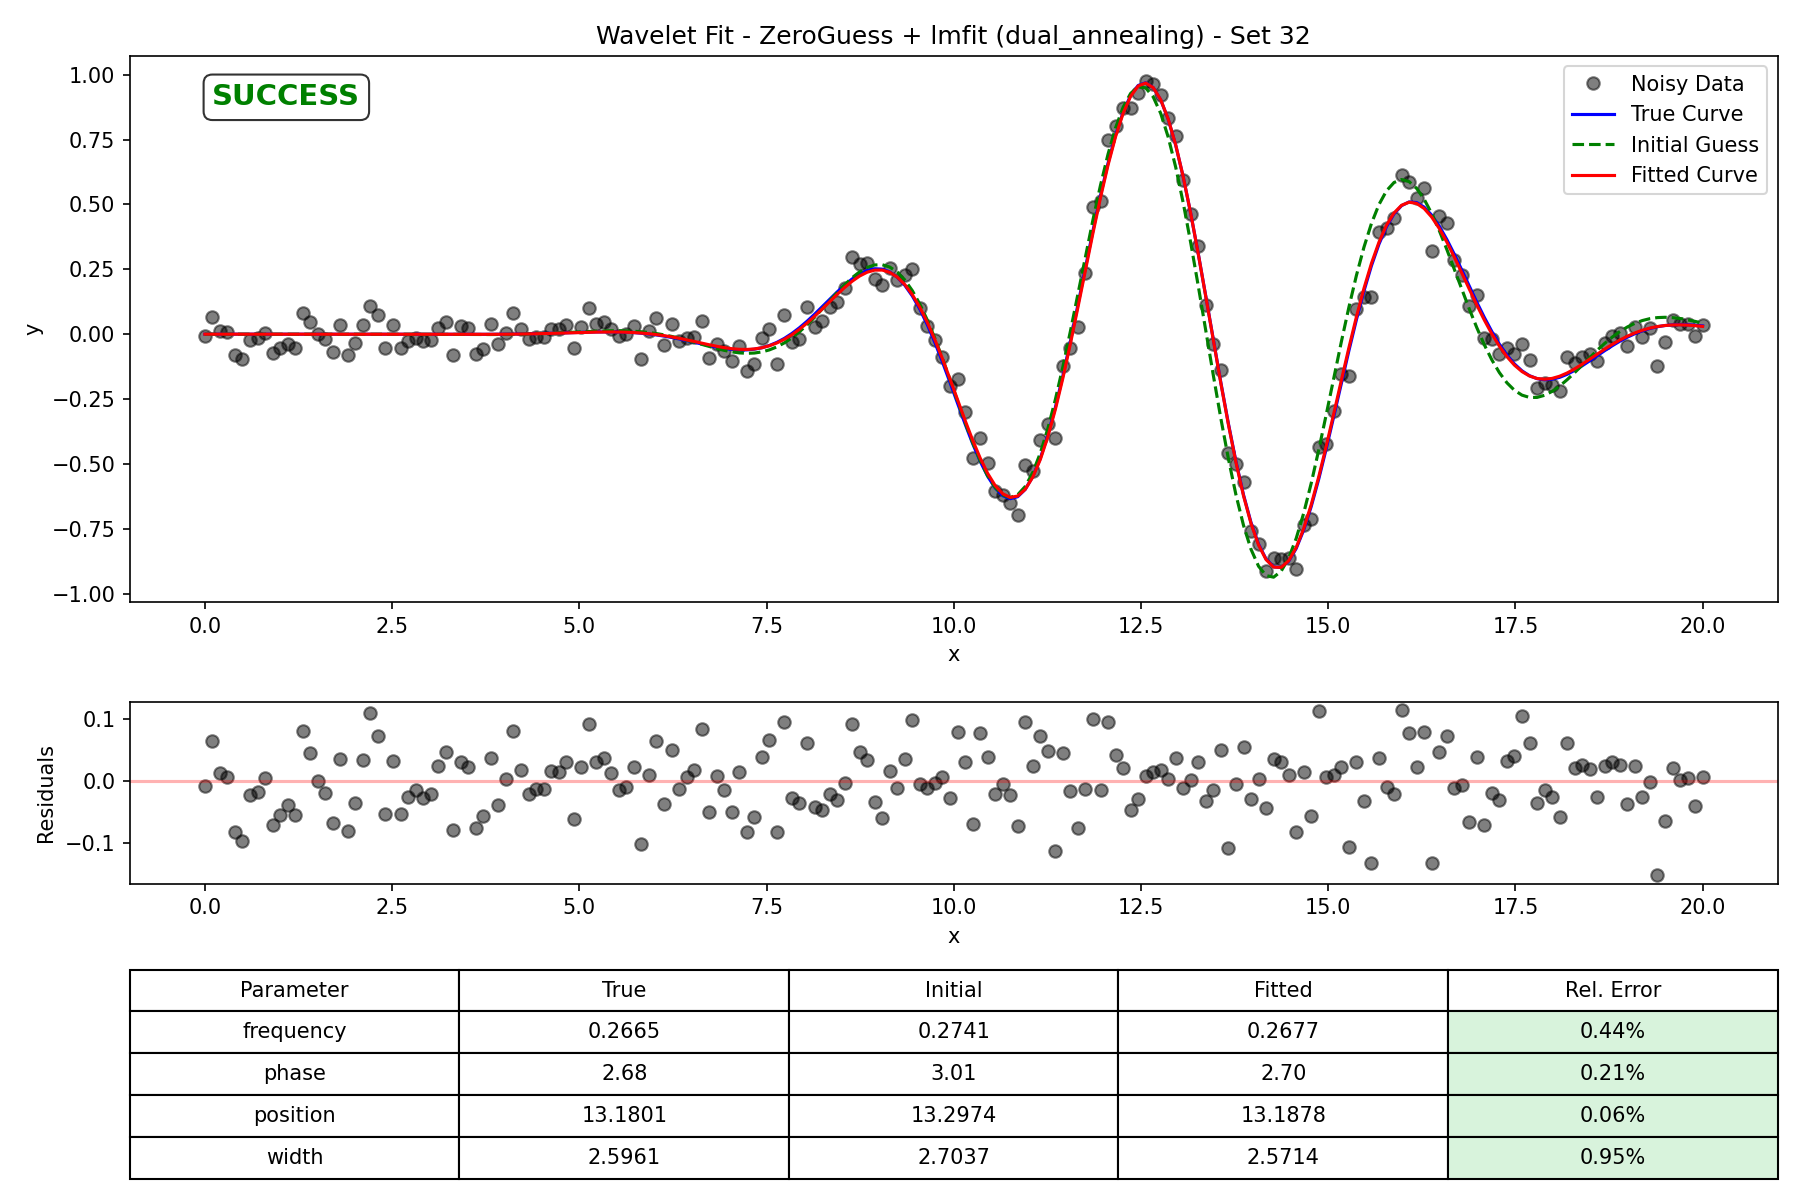 Wavelet Fit - ZeroGuess + lmfit (dual_annealing) - Set 32
SUCCESS
Noisy Data
True Curve
Initial Guess
Fitted Curve
y
1.00
0.75
0.50
0.25
0.00
−0.25
−0.50
−0.75
−1.00
0.0 2.5 5.0 7.5 10.0 12.5 15.0 17.5 20.0
x
Residuals
0.1
0.0
−0.1
0.0 2.5 5.0 7.5 10.0 12.5 15.0 17.5 20.0
x
Parameter True Initial Fitted Rel. Error
frequency 0.2665 0.2741 0.2677 0.44%
phase 2.68 3.01 2.70 0.21%
position 13.1801 13.2974 13.1878 0.06%
width 2.5961 2.7037 2.5714 0.95%